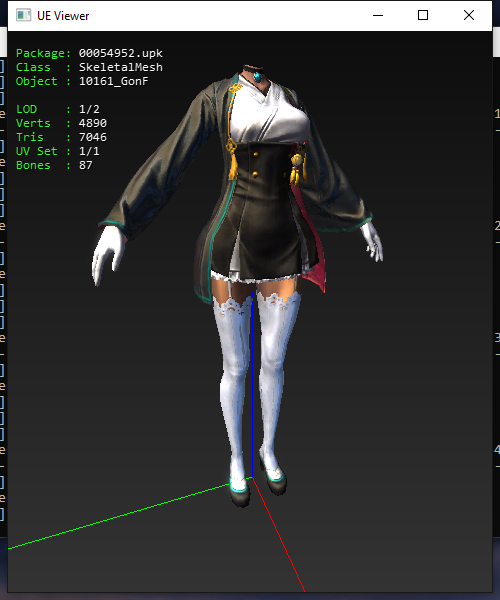 UE Viewer
Package: 00054952.upk
Class  : SkeletalMesh
Object : 10161_GonF
LOD    : 1/2
Verts  : 4890
Tris   : 7046
UV Set : 1/1
Bones  : 87